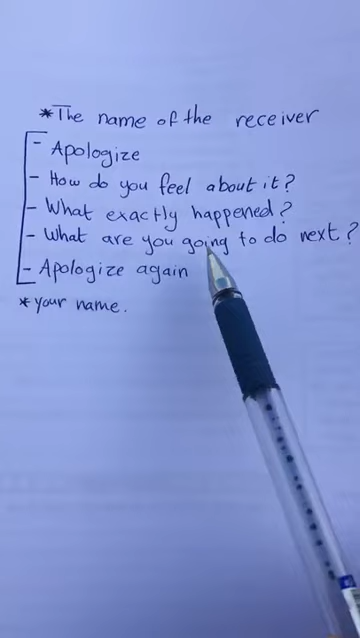 *The name of the receiver
- Apologize
- How do you feel about it?
- What exactly happened?
- What are you going to do next?
- Apologize again
* your name.